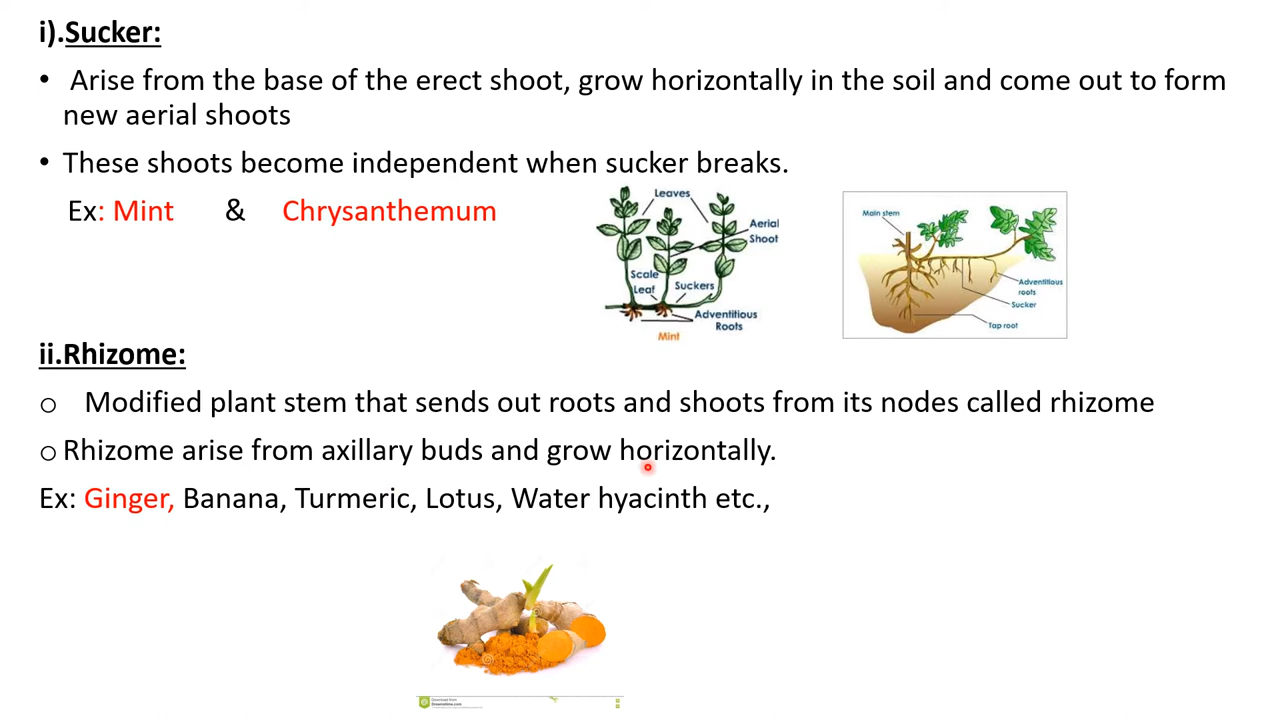 i).Sucker:
• Arise from the base of the erect shoot, grow horizontally in the soil and come out to form
new aerial shoots
• These shoots become independent when sucker breaks.
Ex: Mint & Chrysanthemum
Leaves
Aerial
Shoot
Scale
Leaf
Suckers
Adventitious
Roots
Mint
Main stem
Adventitious
roots
Sucker
Tap root
ii.Rhizome:
o Modified plant stem that sends out roots and shoots from its nodes called rhizome
o Rhizome arise from axillary buds and grow horizontally.
Ex: Ginger, Banana, Turmeric, Lotus, Water hyacinth etc.,
Download from
Dreamstime.com